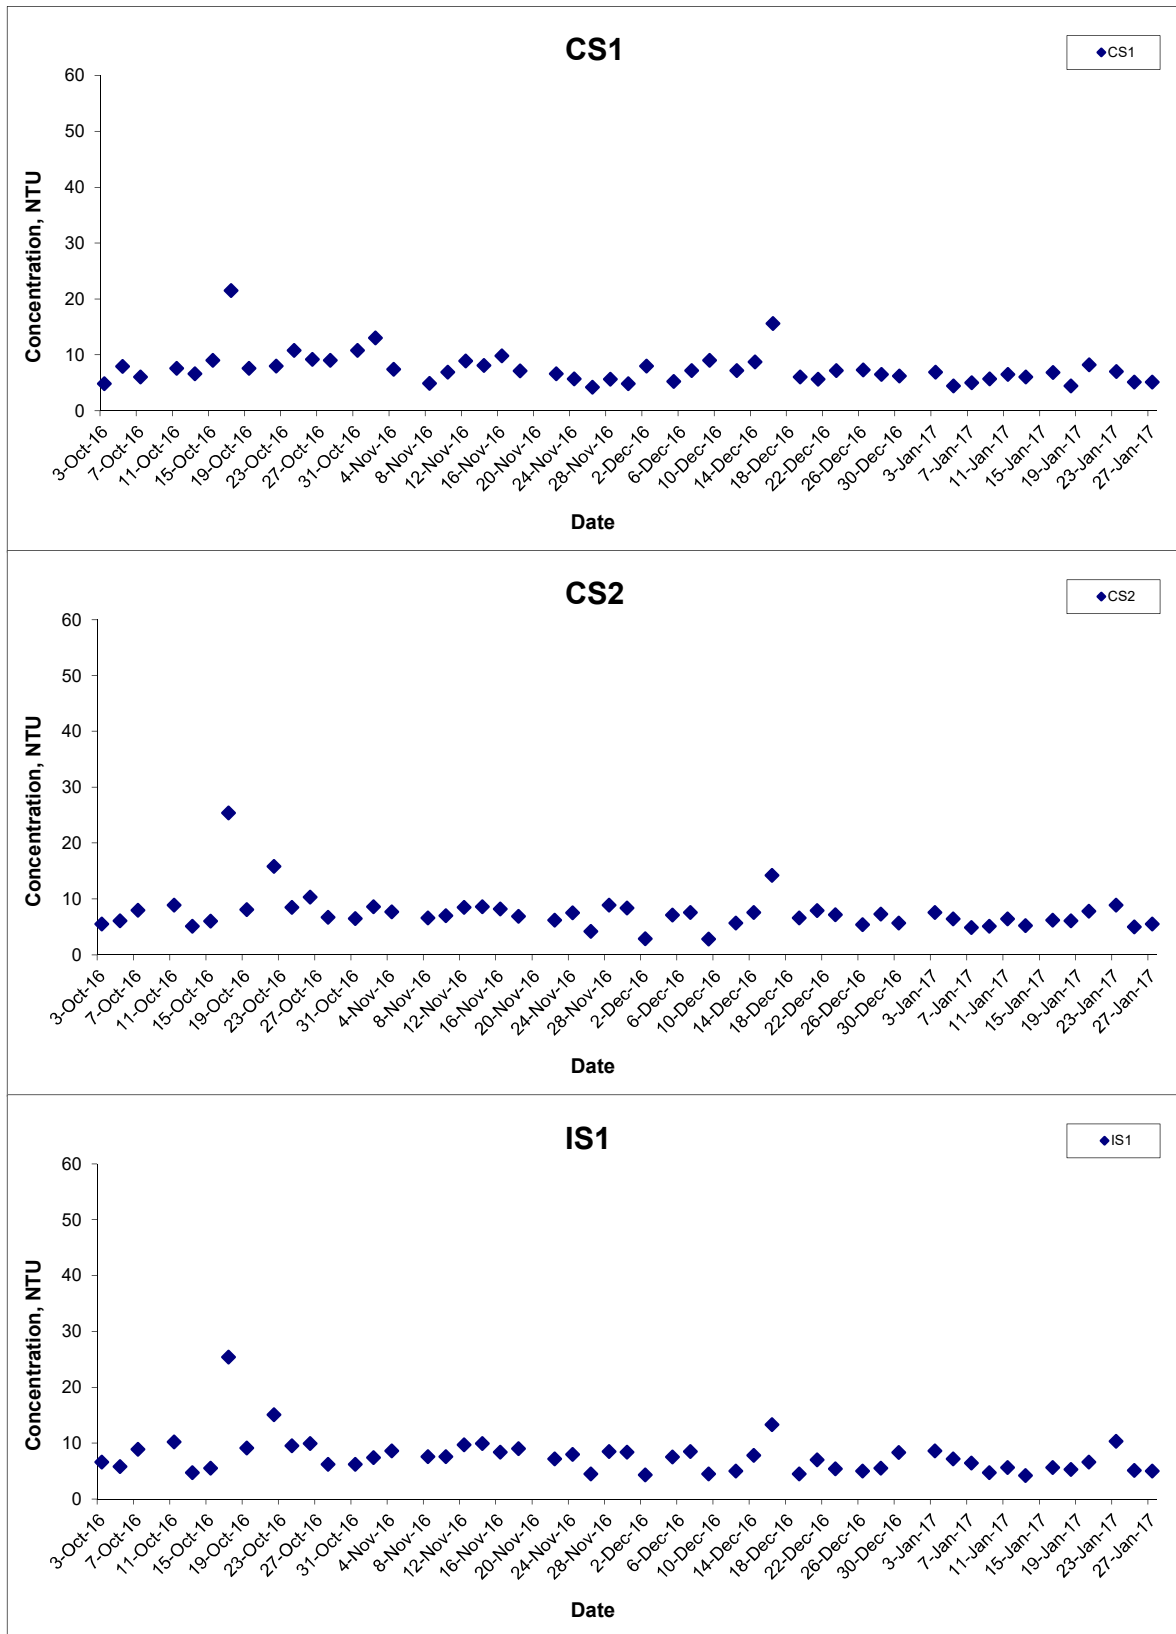 CS1
CS1
60
50
40
30
20
10
0
Concentration, NTU
3-Oct-16
7-Oct-16
11-Oct-16
15-Oct-16
19-Oct-16
23-Oct-16
27-Oct-16
31-Oct-16
4-Nov-16
8-Nov-16
12-Nov-16
16-Nov-16
20-Nov-16
24-Nov-16
28-Nov-16
2-Dec-16
6-Dec-16
10-Dec-16
14-Dec-16
18-Dec-16
22-Dec-16
26-Dec-16
30-Dec-16
3-Jan-17
7-Jan-17
11-Jan-17
15-Jan-17
19-Jan-17
23-Jan-17
27-Jan-17
Date
CS2
CS2
60
50
40
30
20
10
0
Concentration, NTU
3-Oct-16
7-Oct-16
11-Oct-16
15-Oct-16
19-Oct-16
23-Oct-16
27-Oct-16
31-Oct-16
4-Nov-16
8-Nov-16
12-Nov-16
16-Nov-16
20-Nov-16
24-Nov-16
28-Nov-16
2-Dec-16
6-Dec-16
10-Dec-16
14-Dec-16
18-Dec-16
22-Dec-16
26-Dec-16
30-Dec-16
3-Jan-17
7-Jan-17
11-Jan-17
15-Jan-17
19-Jan-17
23-Jan-17
27-Jan-17
Date
IS1
IS1
60
50
40
30
20
10
0
Concentration, NTU
3-Oct-16
7-Oct-16
11-Oct-16
15-Oct-16
19-Oct-16
23-Oct-16
27-Oct-16
31-Oct-16
4-Nov-16
8-Nov-16
12-Nov-16
16-Nov-16
20-Nov-16
24-Nov-16
28-Nov-16
2-Dec-16
6-Dec-16
10-Dec-16
14-Dec-16
18-Dec-16
22-Dec-16
26-Dec-16
30-Dec-16
3-Jan-17
7-Jan-17
11-Jan-17
15-Jan-17
19-Jan-17
23-Jan-17
27-Jan-17
Date